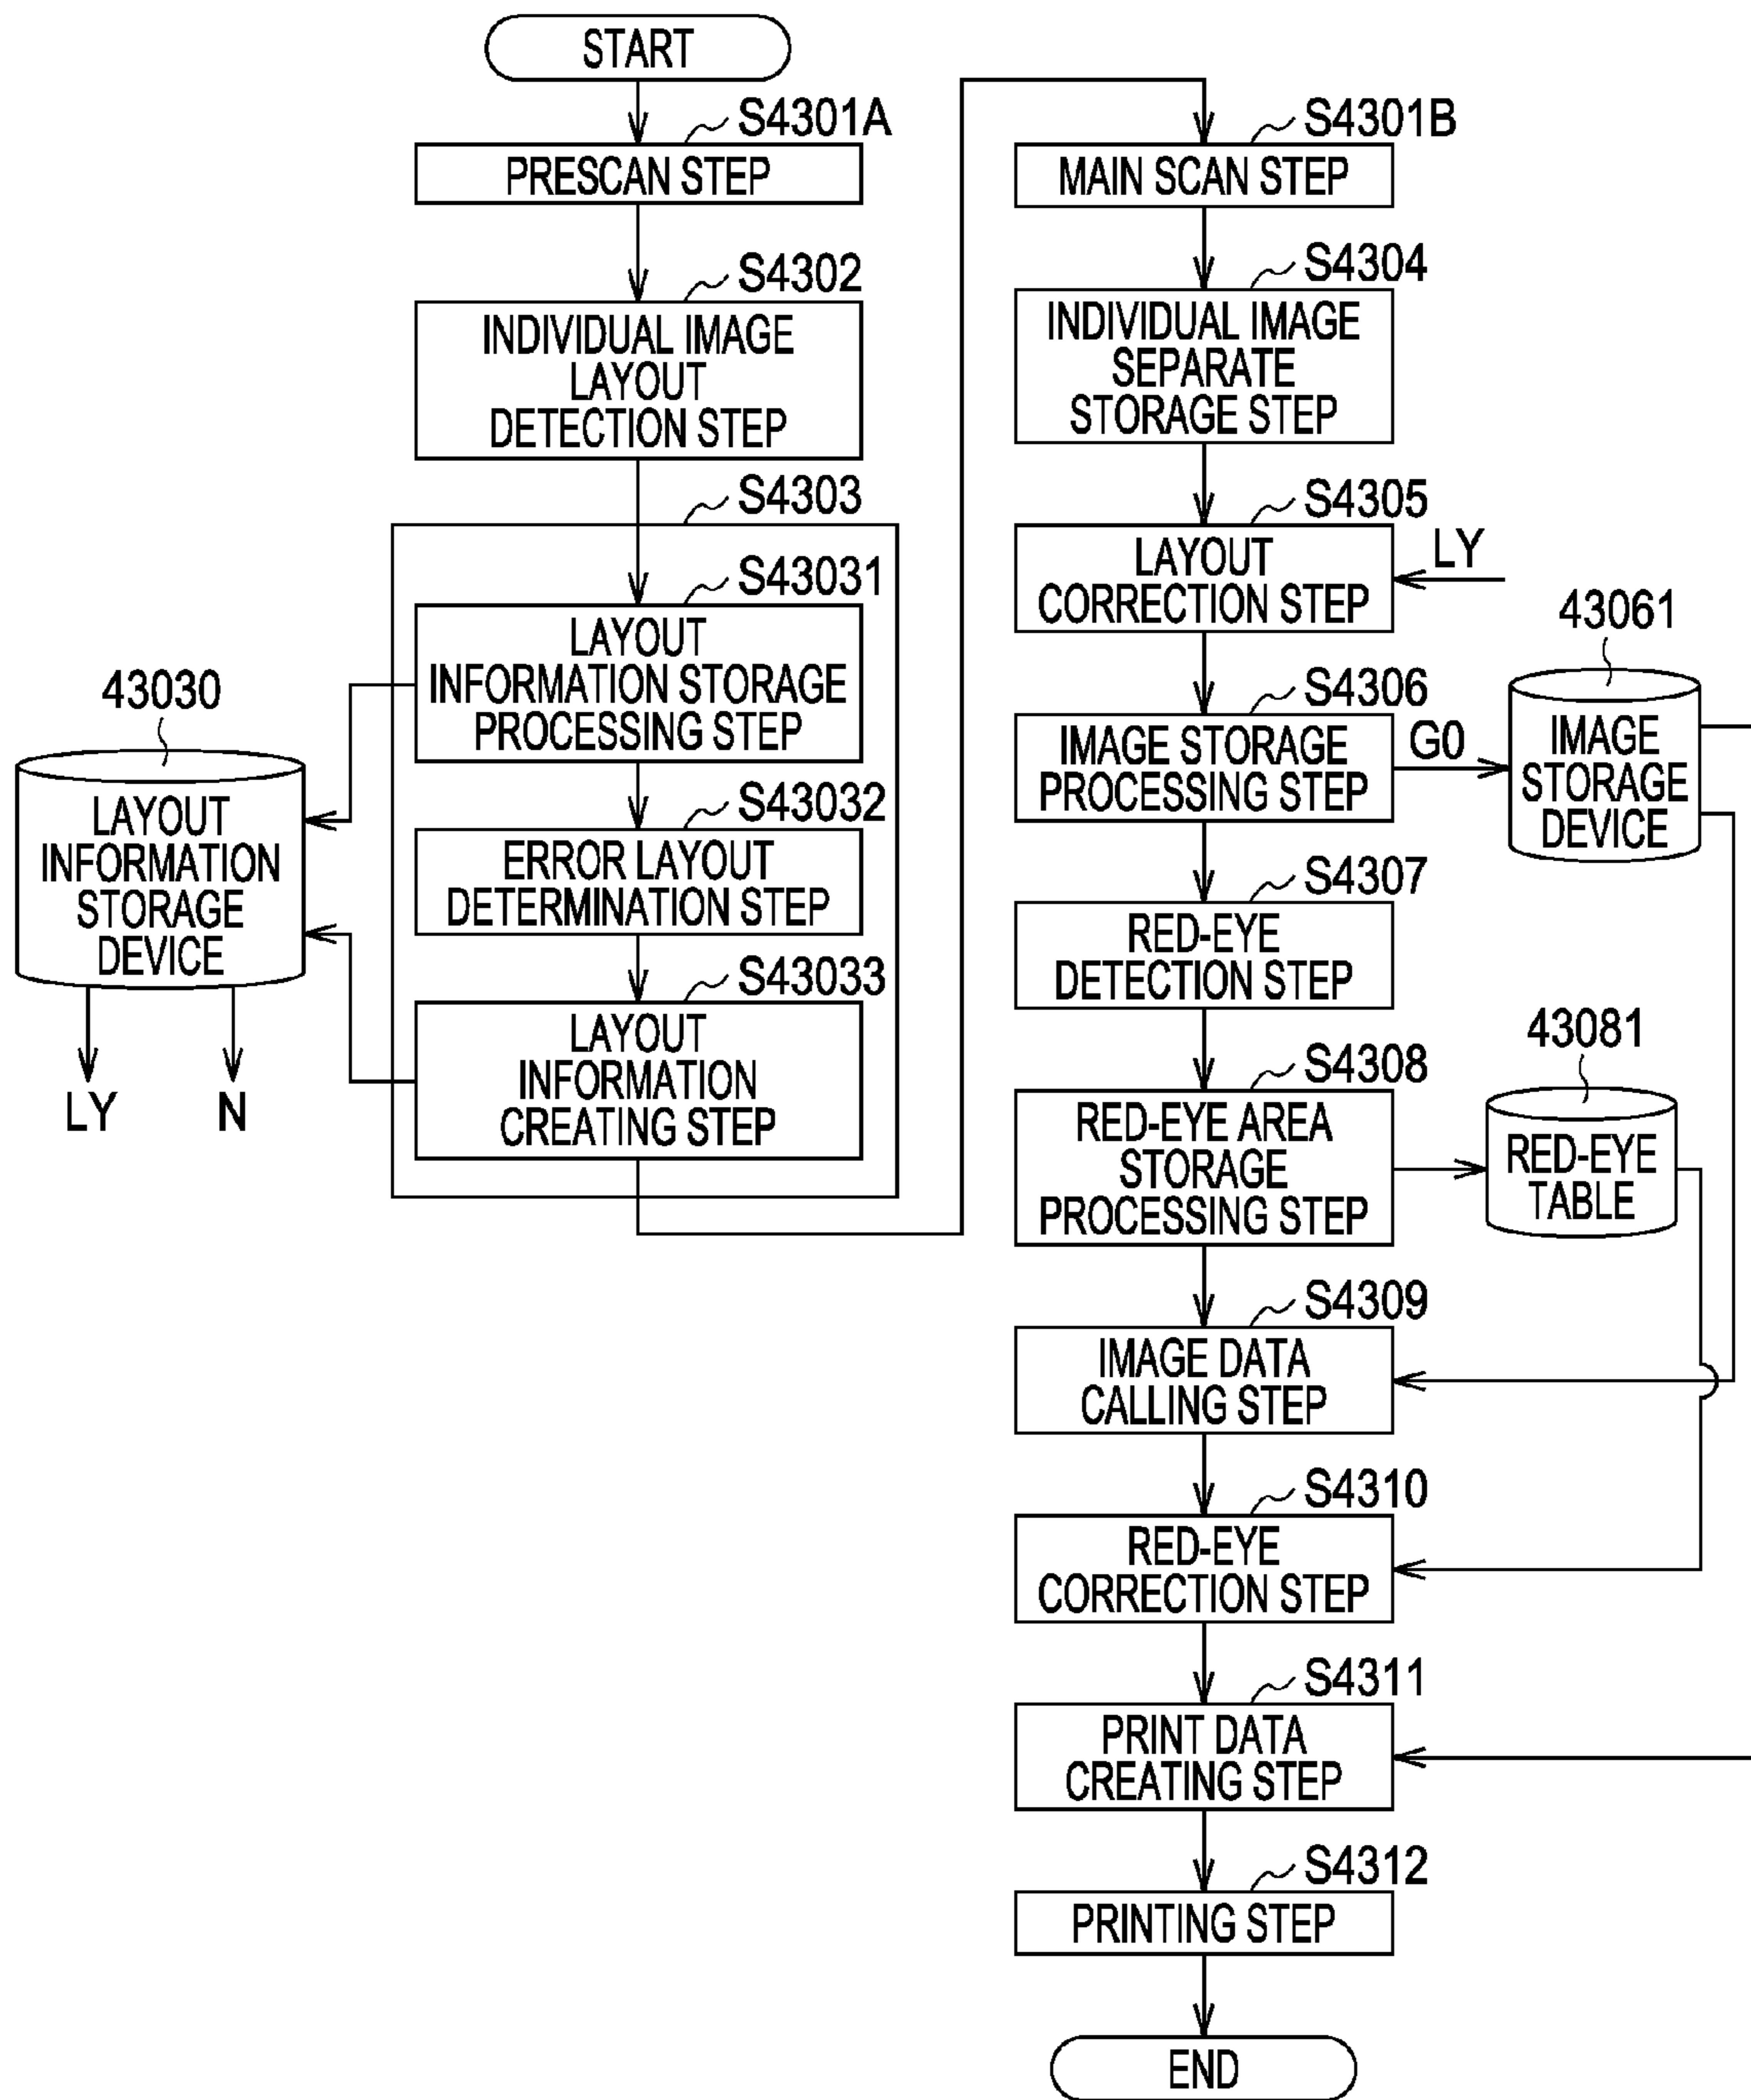 START
S4301A
PRESCAN STEP
S4302
INDIVIDUAL IMAGE
LAYOUT
DETECTION STEP
S4303
S43031
LAYOUT
INFORMATION STORAGE
PROCESSING STEP
43030
LAYOUT
INFORMATION
STORAGE
DEVICE
LY
N
S43032
ERROR LAYOUT
DETERMINATION STEP
S43033
LAYOUT
INFORMATION
CREATING STEP
S4301B
MAIN SCAN STEP
S4304
INDIVIDUAL IMAGE
SEPARATE
STORAGE STEP
S4305
LAYOUT
CORRECTION STEP
LY
S4306
IMAGE STORAGE
PROCESSING STEP
G0
43061
IMAGE
STORAGE
DEVICE
S4307
RED-EYE
DETECTION STEP
S4308
RED-EYE AREA
STORAGE
PROCESSING STEP
43081
RED-EYE
TABLE
S4309
IMAGE DATA
CALLING STEP
S4310
RED-EYE
CORRECTION STEP
S4311
PRINT DATA
CREATING STEP
S4312
PRINTING STEP
END